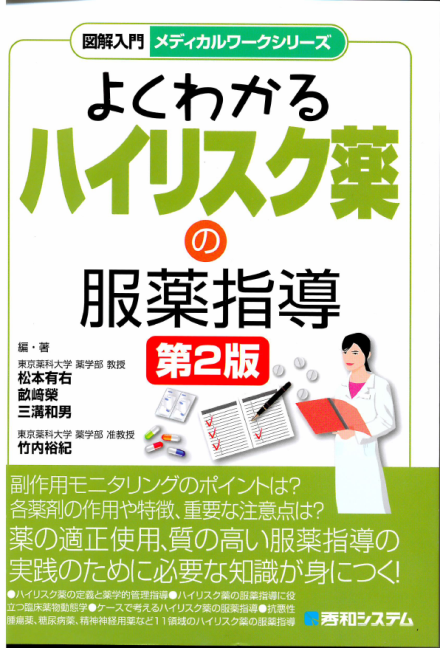 図解入門 メディカルワークシリーズ
よくわかる
ハイリスク薬
の
服薬指導
第2版
編・著
東京薬科大学 薬学部 教授
松本有右
畝﨑榮
三溝和男
東京薬科大学 薬学部 准教授
竹内裕紀
副作用モニタリングのポイントは?
各薬剤の作用や特徴、重要な注意点は?
薬の適正使用、質の高い服薬指導の
実践のために必要な知識が身につく!
●ハイリスク薬の定義と薬学的管理指導●ハイリスク薬の服薬指導に役
立つ臨床薬物動態学●ケースで考えるハイリスク薬の服薬指導●抗悪性
腫瘍薬、糖尿病薬、精神神経用薬など11領域のハイリスク薬の服薬指導
秀和システム